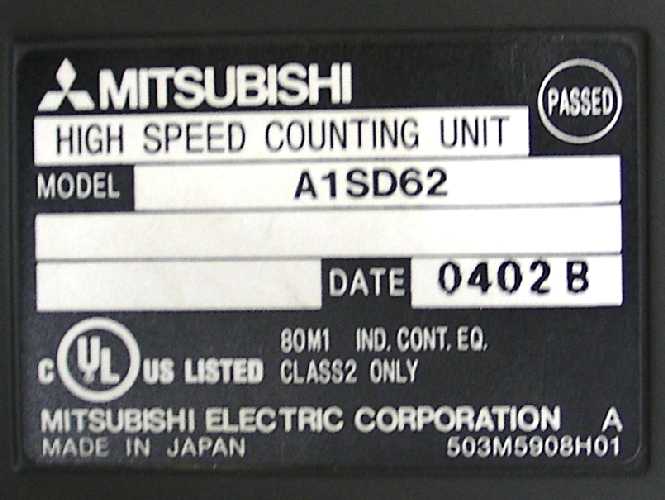 MITSUBISHI
PASSED
HIGH SPEED COUNTING UNIT
MODEL A1SD62
DATE 0402 B
80M1 IND. CONT. EQ.
C UL US LISTED CLASS2 ONLY
MITSUBISHI ELECTRIC CORPORATION A
MADE IN JAPAN 503M5908H01